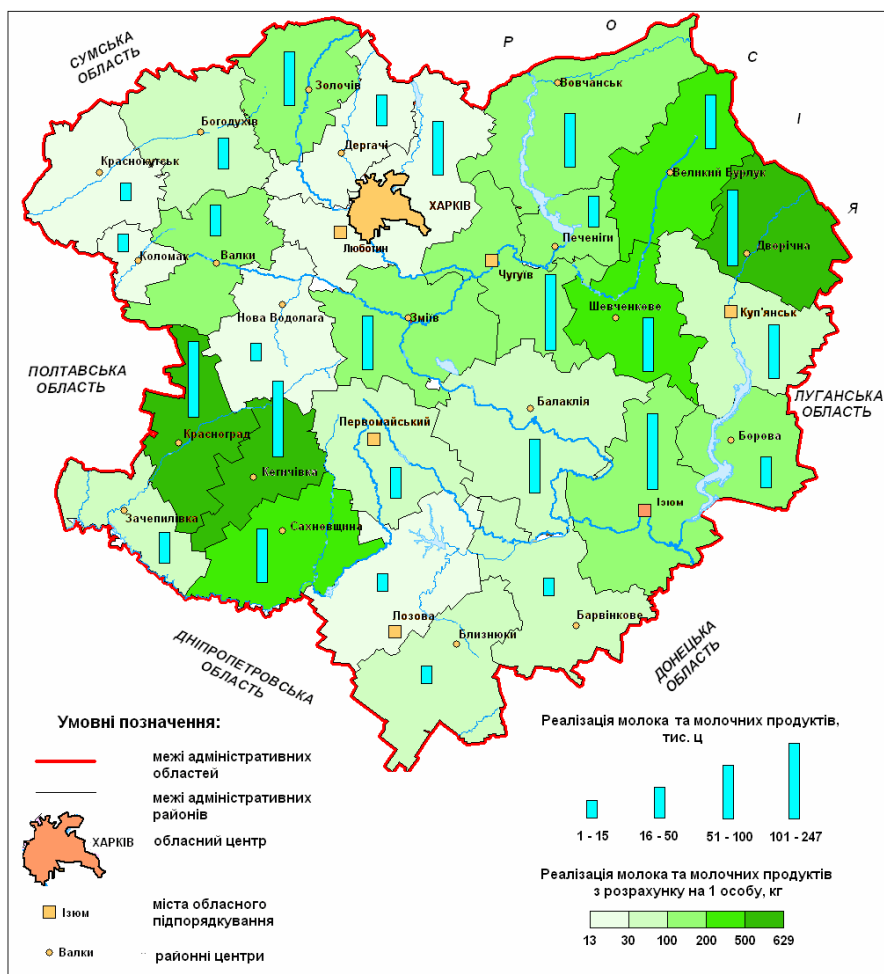 Р О С І Я
СУМСЬКА
ОБЛАСТЬ
Золочів
Вовчанськ
Богодухів
Дергачі
Краснокутськ
Великий Бурлук
ХАРКІВ
Люботин
Печеніги
Дворічна
Коломак
Валки
Чугуїв
Нова Водолага
Зміїв
Шевченкове
Куп'янськ
ПОЛТАВСЬКА
ОБЛАСТЬ
ЛУГАНСЬКА
ОБЛАСТЬ
Балаклія
Первомайський
Красноград
Борова
Кегичівка
Зачепилівка
Ізюм
Сахновщина
Лозова
Барвінкове
Близнюки
ДНІПРОПЕТРОВСЬКА
ОБЛАСТЬ
ДОНЕЦЬКА
ОБЛАСТЬ
Умовні позначення:
межі адміністративних
областей
межі адміністративних
районів
ХАРКІВ
обласний центр
Ізюм
міста обласного
підпорядкування
Валки
районні центри
Реалізація молока та молочних продуктів,
тис. ц
1 - 15 16 - 50 51 - 100 101 - 247
Реалізація молока та молочних продуктів
з розрахунку на 1 особу, кг
13 30 100 200 500 629